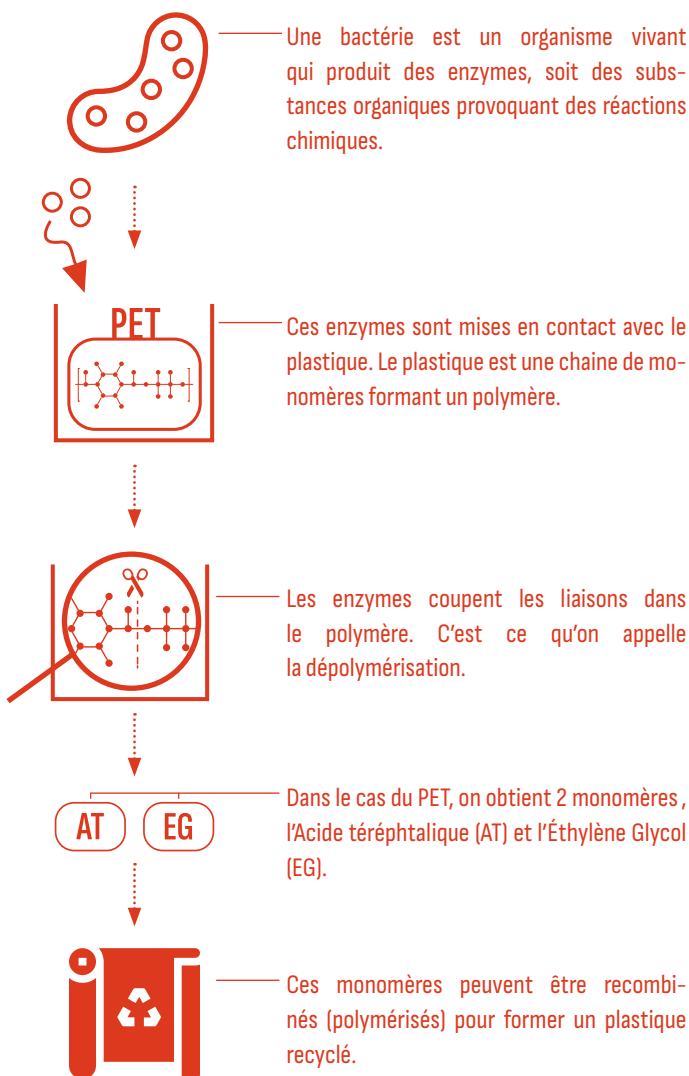 Une bactérie est un organisme vivant
qui produit des enzymes, soit des subs-
tances organiques provoquant des réactions
chimiques.
PET
Ces enzymes sont mises en contact avec le
plastique. Le plastique est une chaine de mo-
nomères formant un polymère.
Les enzymes coupent les liaisons dans
le polymère. C'est ce qu'on appelle
la dépolymérisation.
AT
EG
Dans le cas du PET, on obtient 2 monomères ,
l'Acide téréphtalique (AT) et l'Éthylène Glycol
(EG).
Ces monomères peuvent être recombi-
nés (polymérisés) pour former un plastique
recyclé.